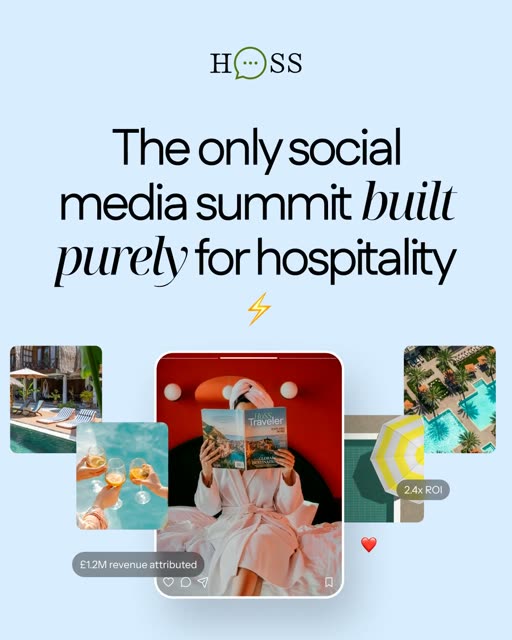 HOSS
The only social
media summit built
purely for hospitality
Traveler
2.4x ROI
£1.2M revenue attributed